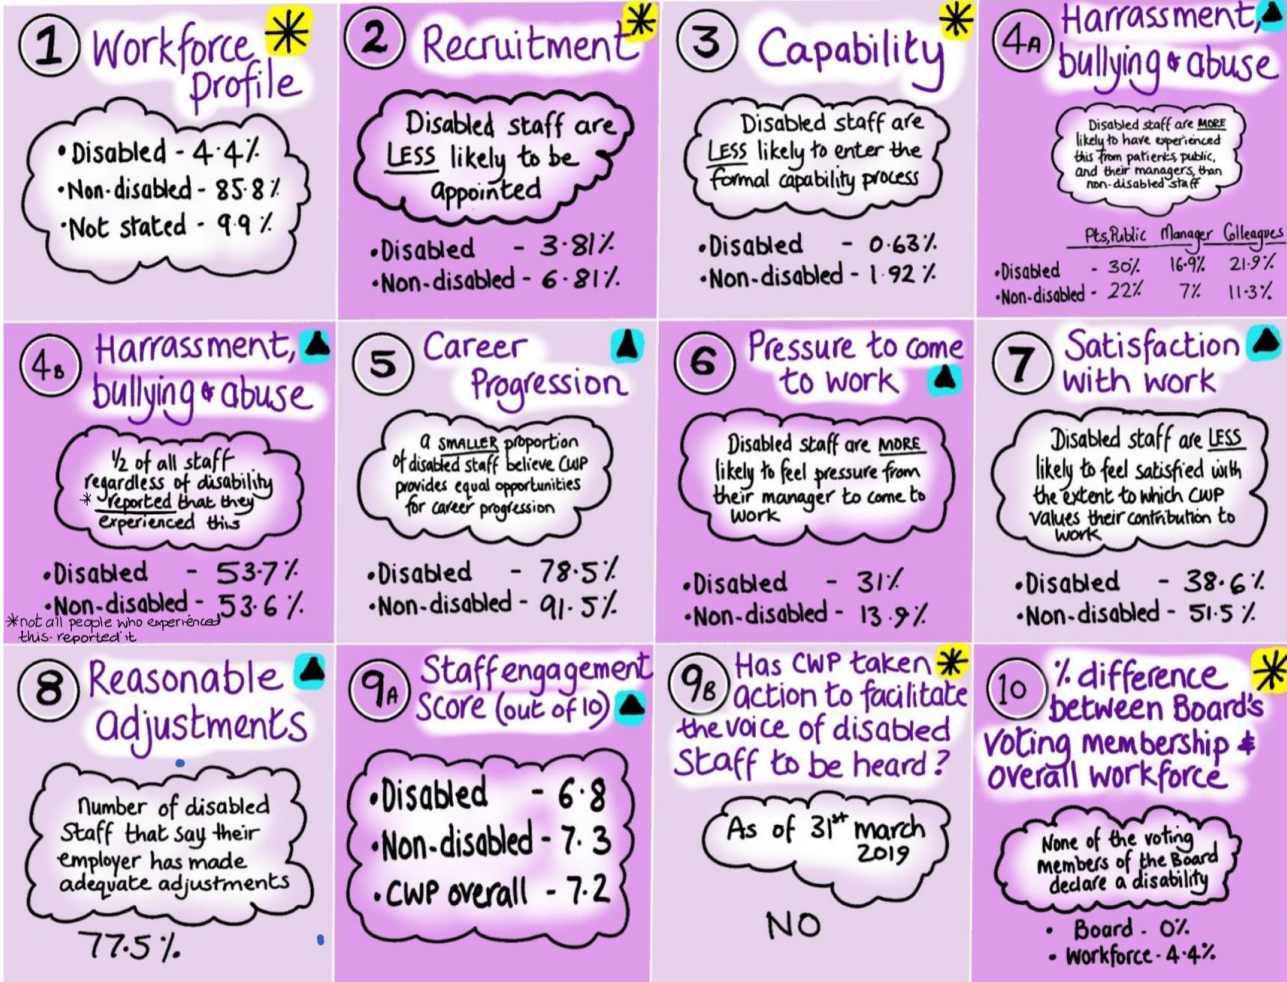 1 Workforce
profile
• Disabled - 4.4%
• Non-disabled - 85.8%
• Not stated - 9.9%
2 Recruitment
Disabled staff are
LESS likely to be
appointed
• Disabled - 3.81%
• Non-disabled - 6.81%
3 Capability
Disabled staff are
LESS likely to enter the
formal capability process
• Disabled - 0.63%
• Non-disabled - 1.92%
4A Harrassment,
bullying & abuse
Disabled staff are MORE
likely to have experienced
this from patients, public,
and their managers, than
non-disabled staff
Pts,Public Manager Colleagues
• Disabled - 30% 16.9% 21.9%
• Non-disabled - 22% 7% 11.3%
4B Harrassment,
bullying & abuse
1/2 of all staff
regardless of disability
* reported that they
experienced this
• Disabled - 53.7%
• Non-disabled - 53.6%
*not all people who experienced
this reported it
5 Career
Progression
a SMALLER proportion
of disabled staff believe CWP
provides equal opportunities
for career progression
• Disabled - 78.5%
• Non-disabled - 91.5%
6 Pressure to come
to work
Disabled staff are MORE
likely to feel pressure from
their manager to come to
work
• Disabled - 31%
• Non-disabled - 13.9%
7 Satisfaction
with work
Disabled staff are LESS
likely to feel satisfied with
the extent to which CWP
values their contribution to
work
• Disabled - 38.6%
• Non-disabled - 51.5%
8 Reasonable
adjustments
number of disabled
staff that say their
employer has made
adequate adjustments
77.5%
9A Staff engagement
Score (out of 10)
• Disabled - 6.8
• Non-disabled - 7.3
• CWP overall - 7.2
9B Has CWP taken
action to facilitate
the voice of disabled
Staff to be heard?
As of 31st march
2019
NO
10 % difference
between Board's
voting membership &
overall workforce
None of the voting
members of the Board
declare a disability
• Board - 0%
• Workforce - 4.4%